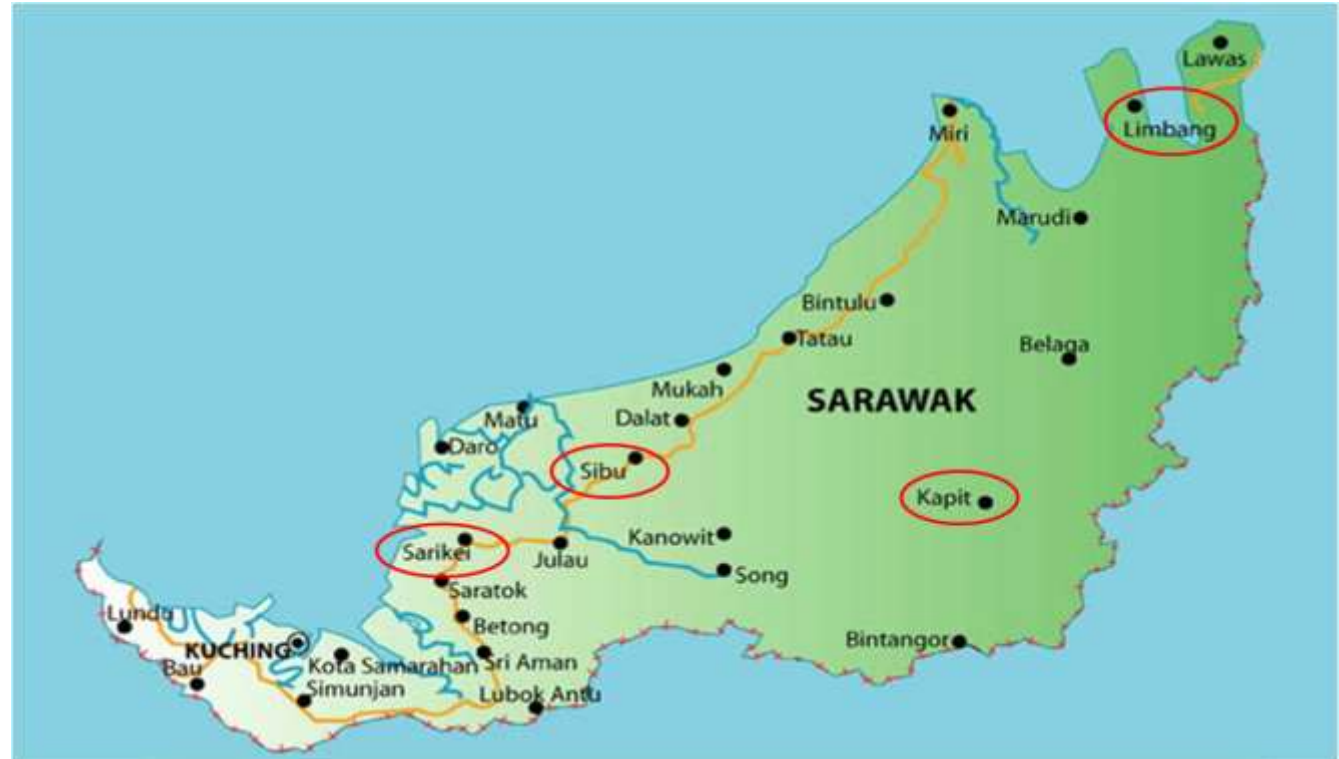 Lawas
Limbang
Miri
Marudi
Bintulu
Tatau
Belaga
Mukah
SARAWAK
Matu
Dalat
Daro
Sibu
Kapit
Kanowit
Sarikei
Julau
Song
Saratok
Lundu
Betong
KUCHING
Bintangor
Bau
Kota Samarahan
Sri Aman
Simunjan
Lubok Antu